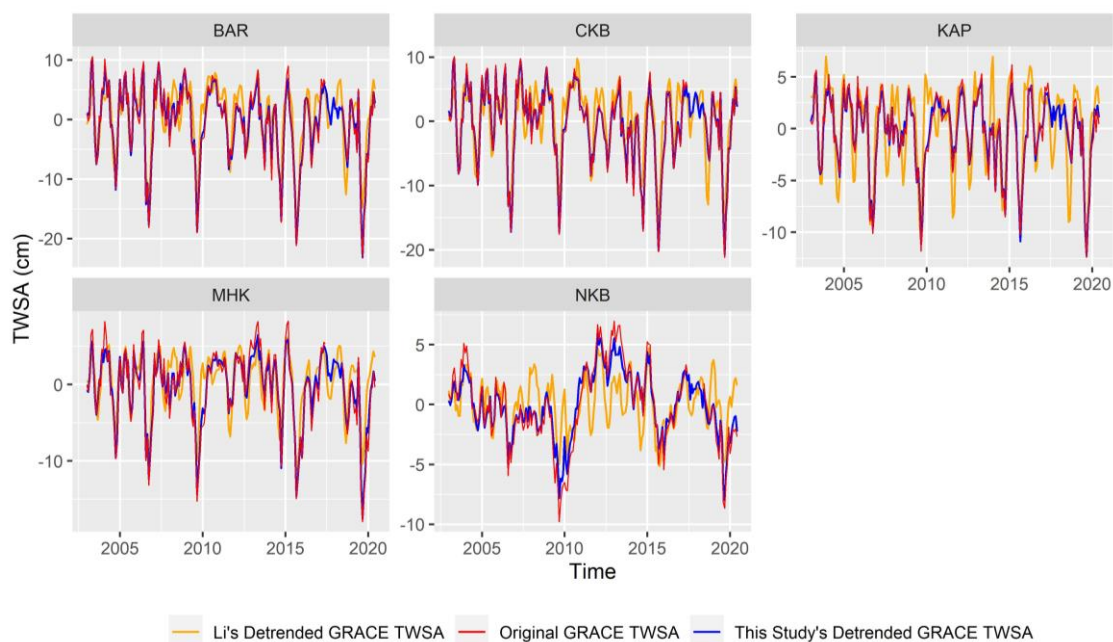 BAR
CKB
KAP
10
0
-10
-20
10
0
-10
-20
5
0
-5
-10
2005 2010 2015 2020
TWSA (cm)
MHK
NKB
0
-10
5
0
-5
-10
2005 2010 2015 2020
2005 2010 2015 2020
Time
Li's Detrended GRACE TWSA Original GRACE TWSA This Study's Detrended GRACE TWSA